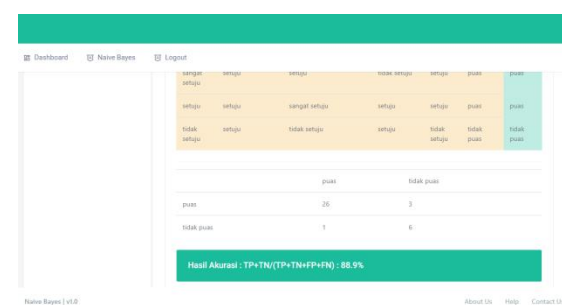 Dashboard Naive Bayes Logout
sangat setuju setuju tidak setuju setuju puas puas
setuju
setuju setuju sangat setuju setuju setuju puas puas
tidak setuju tidak setuju setuju tidak tidak tidak
setuju setuju puas puas
puas tidak puas
puas 26 3
tidak puas 1 6
Hasil Akurasi : TP+TN/(TP+TN+FP+FN) : 88.9%
Naive Bayes | v1.0 About Us Help Contact U